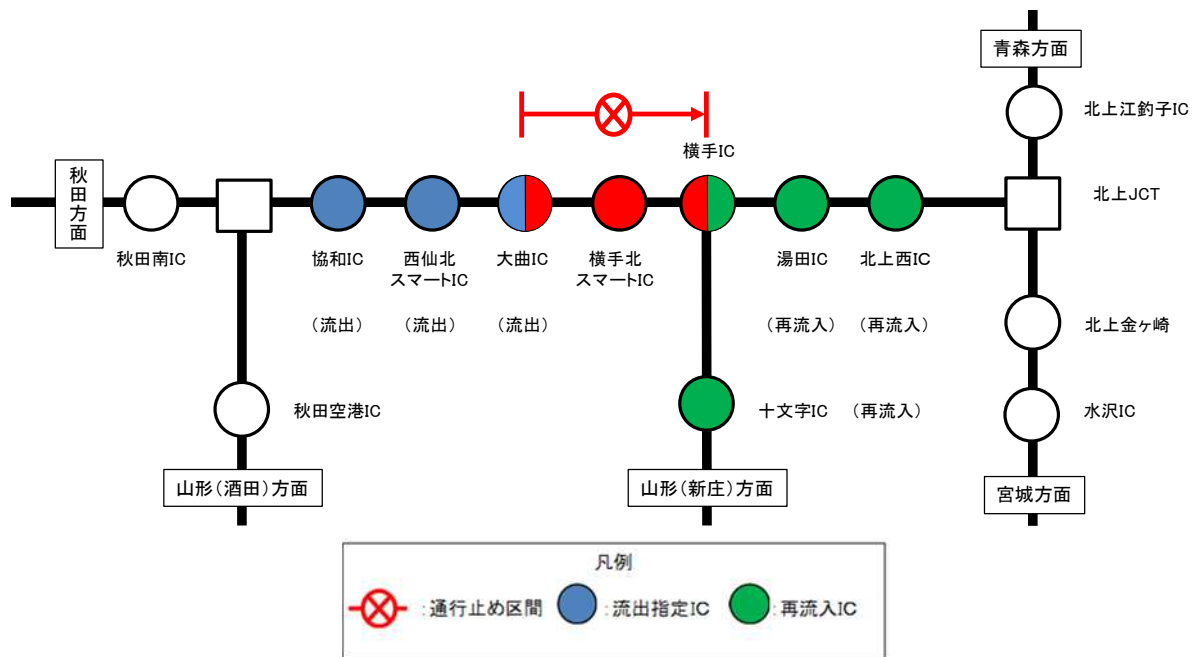 青森方面
北上江釣子IC
横手IC
秋田方面
北上JCT
秋田南IC
協和IC
西仙北
スマートIC
大曲IC
横手北
スマートIC
湯田IC
北上西IC
(流出)
(流出)
(流出)
(再流入)
(再流入)
北上金ヶ崎
秋田空港IC
十文字IC
(再流入)
水沢IC
山形(酒田)方面
山形(新庄)方面
宮城方面
凡例
:通行止め区間
:流出指定IC
:再流入IC